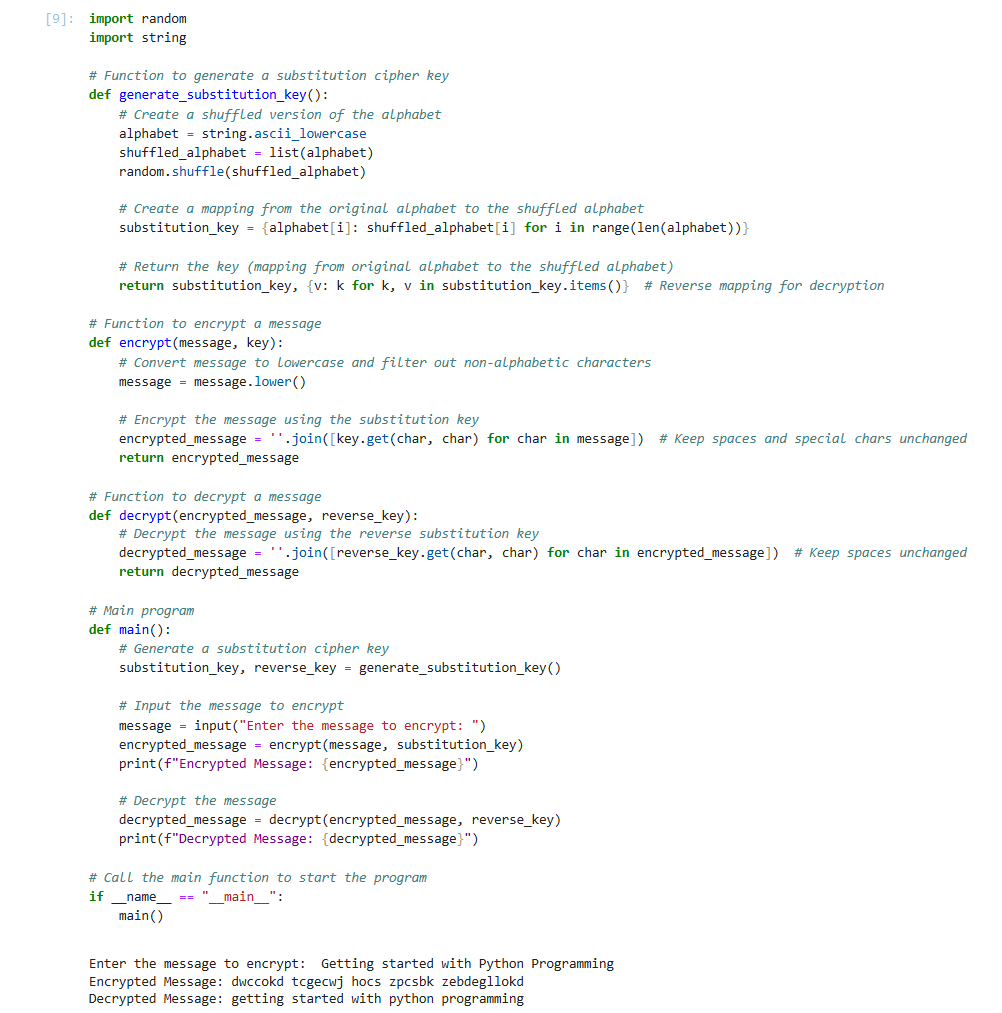 [9]: import random
import string

# Function to generate a substitution cipher key
def generate_substitution_key():
    # Create a shuffled version of the alphabet
    alphabet = string.ascii_lowercase
    shuffled_alphabet = list(alphabet)
    random.shuffle(shuffled_alphabet)

    # Create a mapping from the original alphabet to the shuffled alphabet
    substitution_key = {alphabet[i]: shuffled_alphabet[i] for i in range(len(alphabet))}

    # Return the key (mapping from original alphabet to the shuffled alphabet)
    return substitution_key, {v: k for k, v in substitution_key.items()}  # Reverse mapping for decryption

# Function to encrypt a message
def encrypt(message, key):
    # Convert message to lowercase and filter out non-alphabetic characters
    message = message.lower()

    # Encrypt the message using the substitution key
    encrypted_message = ''.join([key.get(char, char) for char in message])  # Keep spaces and special chars unchanged
    return encrypted_message

# Function to decrypt a message
def decrypt(encrypted_message, reverse_key):
    # Decrypt the message using the reverse substitution key
    decrypted_message = ''.join([reverse_key.get(char, char) for char in encrypted_message])  # Keep spaces unchanged
    return decrypted_message

# Main program
def main():
    # Generate a substitution cipher key
    substitution_key, reverse_key = generate_substitution_key()

    # Input the message to encrypt
    message = input("Enter the message to encrypt: ")
    encrypted_message = encrypt(message, substitution_key)
    print(f"Encrypted Message: {encrypted_message}")

    # Decrypt the message
    decrypted_message = decrypt(encrypted_message, reverse_key)
    print(f"Decrypted Message: {decrypted_message}")

# Call the main function to start the program
if __name__ == "__main__":
    main()

Enter the message to encrypt:  Getting started with Python Programming
Encrypted Message: dwccokd tcgecwj hocs zpcsbk zebdegllokd
Decrypted Message: getting started with python programming